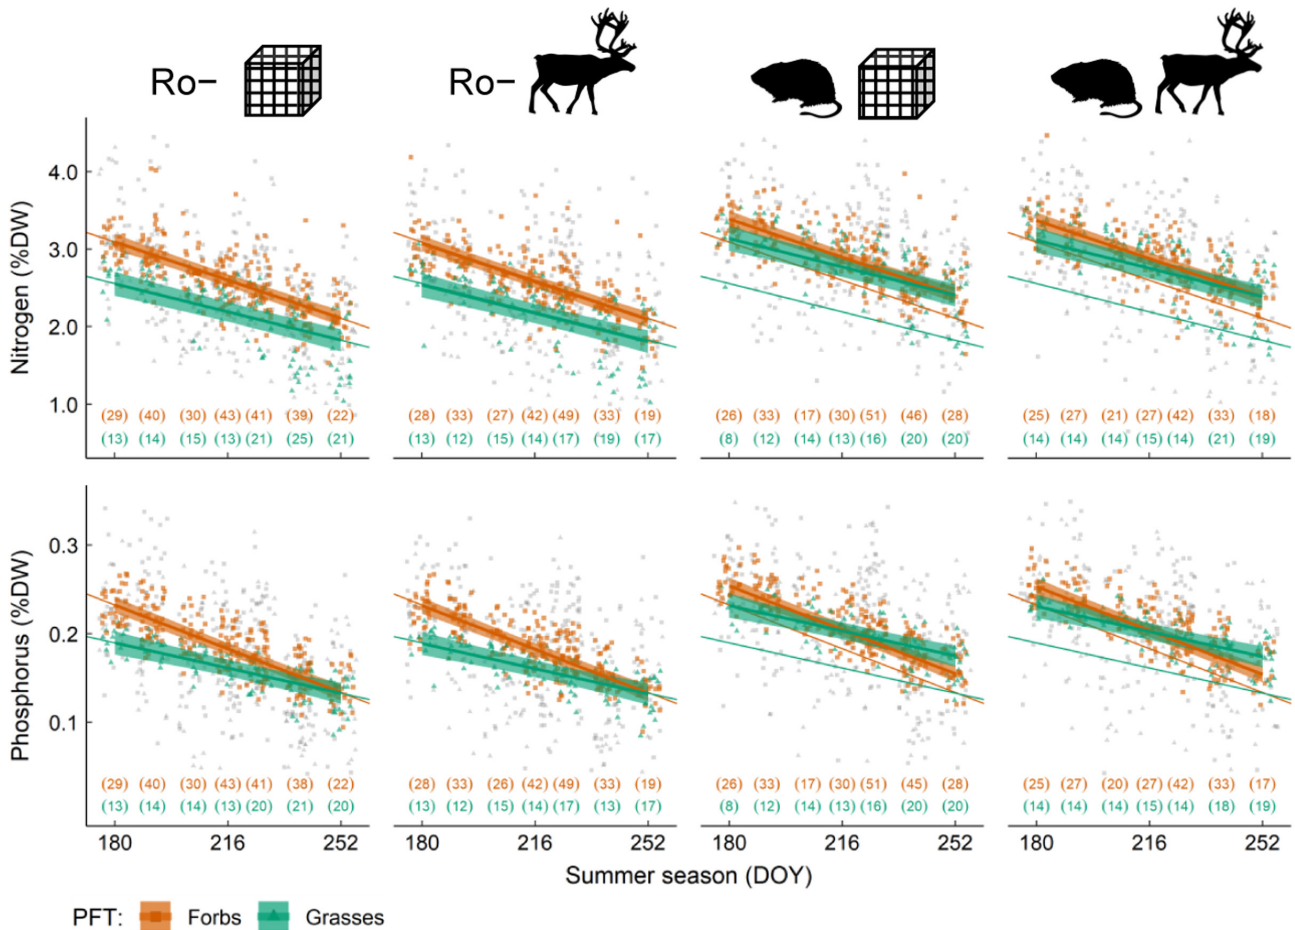 Ro− Ro−
Nitrogen (%DW)
4.0
3.0
2.0
1.0
(29) (40) (30) (43) (41) (39) (22) (28) (33) (27) (42) (49) (33) (19) (26) (33) (17) (30) (51) (46) (28) (25) (27) (21) (27) (42) (33) (18)
(13) (14) (15) (13) (21) (25) (21) (13) (12) (15) (14) (17) (19) (17) (8) (12) (14) (13) (16) (20) (20) (14) (14) (14) (15) (14) (21) (19)
Phosphorus (%DW)
0.3
0.2
0.1
(29) (40) (30) (43) (41) (38) (22) (28) (33) (26) (42) (49) (33) (19) (26) (33) (17) (30) (51) (45) (28) (25) (27) (20) (27) (42) (33) (17)
(13) (14) (14) (13) (20) (21) (20) (13) (12) (15) (14) (17) (13) (17) (8) (12) (14) (13) (16) (20) (20) (14) (14) (14) (15) (14) (18) (19)
180 216 252 180 216 252 180 216 252 180 216 252
Summer season (DOY)
PFT: Forbs Grasses